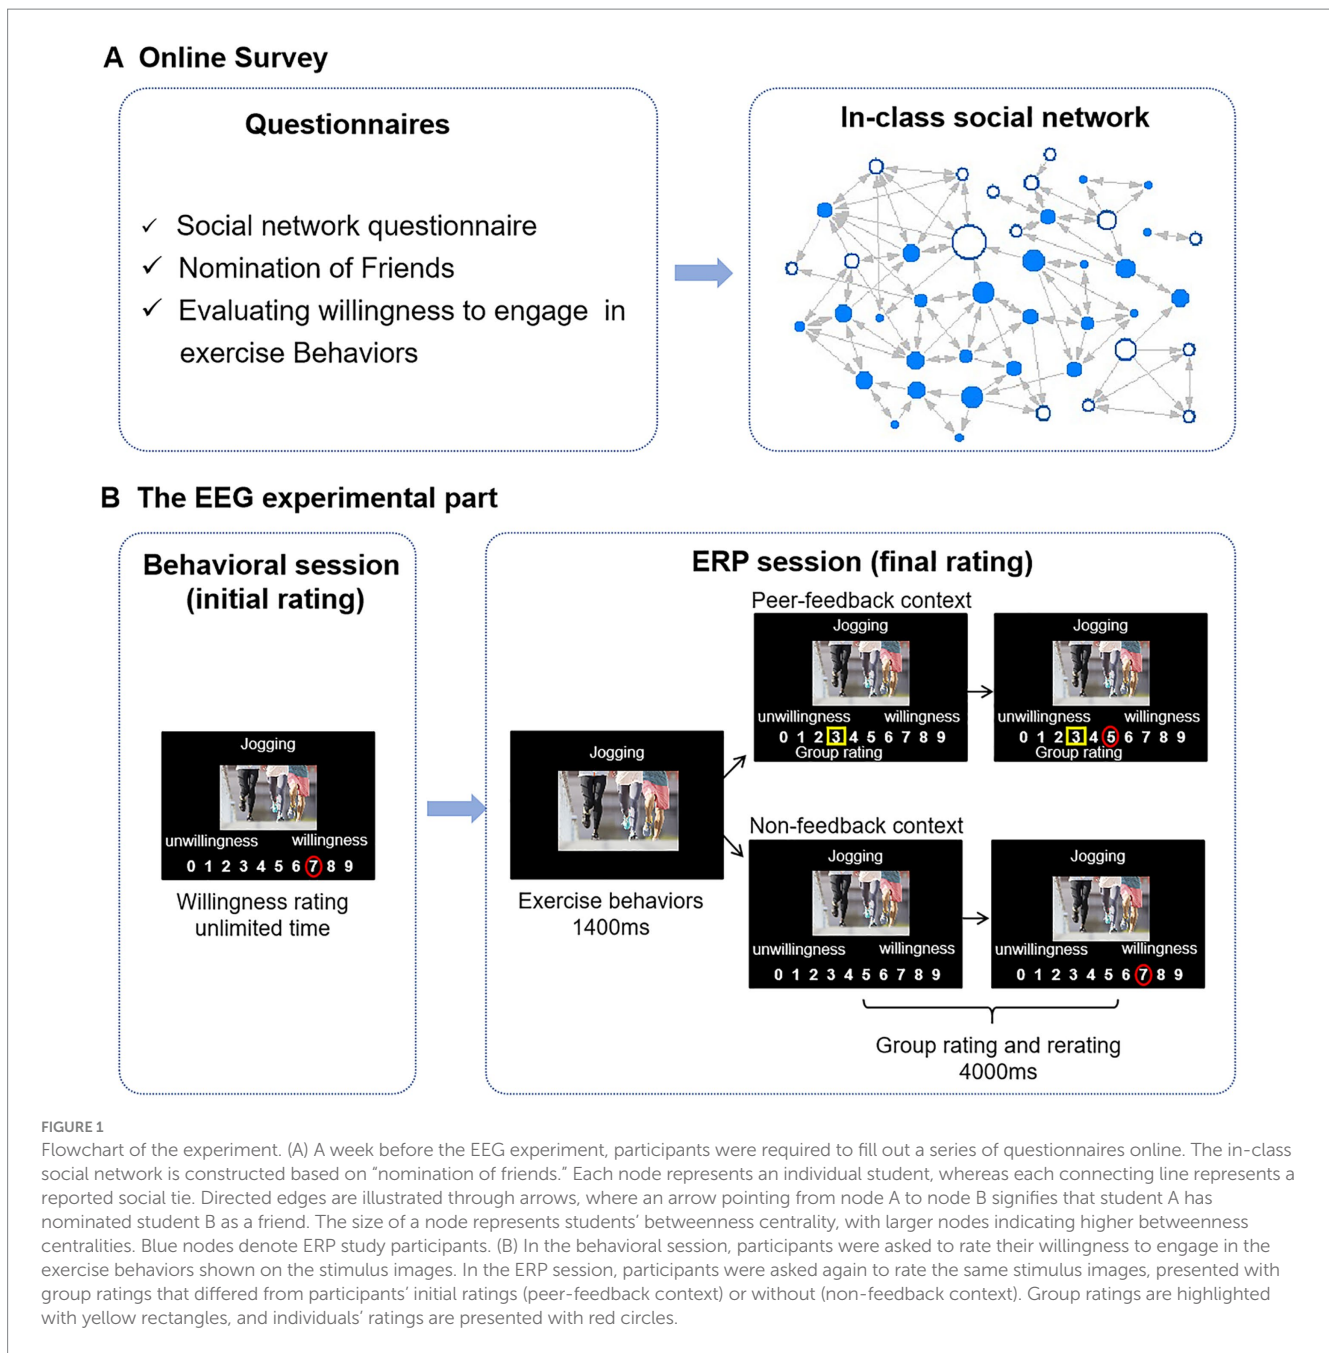 A Online Survey
Questionnaires
✓ Social network questionnaire
✓ Nomination of Friends
✓ Evaluating willingness to engage in
exercise Behaviors
In-class social network
B The EEG experimental part
Behavioral session
(initial rating)
Jogging
unwillingness willingness
0 1 2 3 4 5 6 7 8 9
Willingness rating
unlimited time
ERP session (final rating)
Jogging
Exercise behaviors
1400ms
Peer-feedback context
Jogging
unwillingness willingness
0 1 2 3 4 5 6 7 8 9
Group rating
Jogging
unwillingness willingness
0 1 2 3 4 5 6 7 8 9
Group rating
Non-feedback context
Jogging
unwillingness willingness
0 1 2 3 4 5 6 7 8 9
Jogging
unwillingness willingness
0 1 2 3 4 5 6 7 8 9
Group rating and rerating
4000ms
FIGURE 1
Flowchart of the experiment. (A) A week before the EEG experiment, participants were required to fill out a series of questionnaires online. The in-class
social network is constructed based on “nomination of friends.” Each node represents an individual student, whereas each connecting line represents a
reported social tie. Directed edges are illustrated through arrows, where an arrow pointing from node A to node B signifies that student A has
nominated student B as a friend. The size of a node represents students’ betweenness centrality, with larger nodes indicating higher betweenness
centralities. Blue nodes denote ERP study participants. (B) In the behavioral session, participants were asked to rate their willingness to engage in the
exercise behaviors shown on the stimulus images. In the ERP session, participants were asked again to rate the same stimulus images, presented with
group ratings that differed from participants’ initial ratings (peer-feedback context) or without (non-feedback context). Group ratings are highlighted
with yellow rectangles, and individuals’ ratings are presented with red circles.